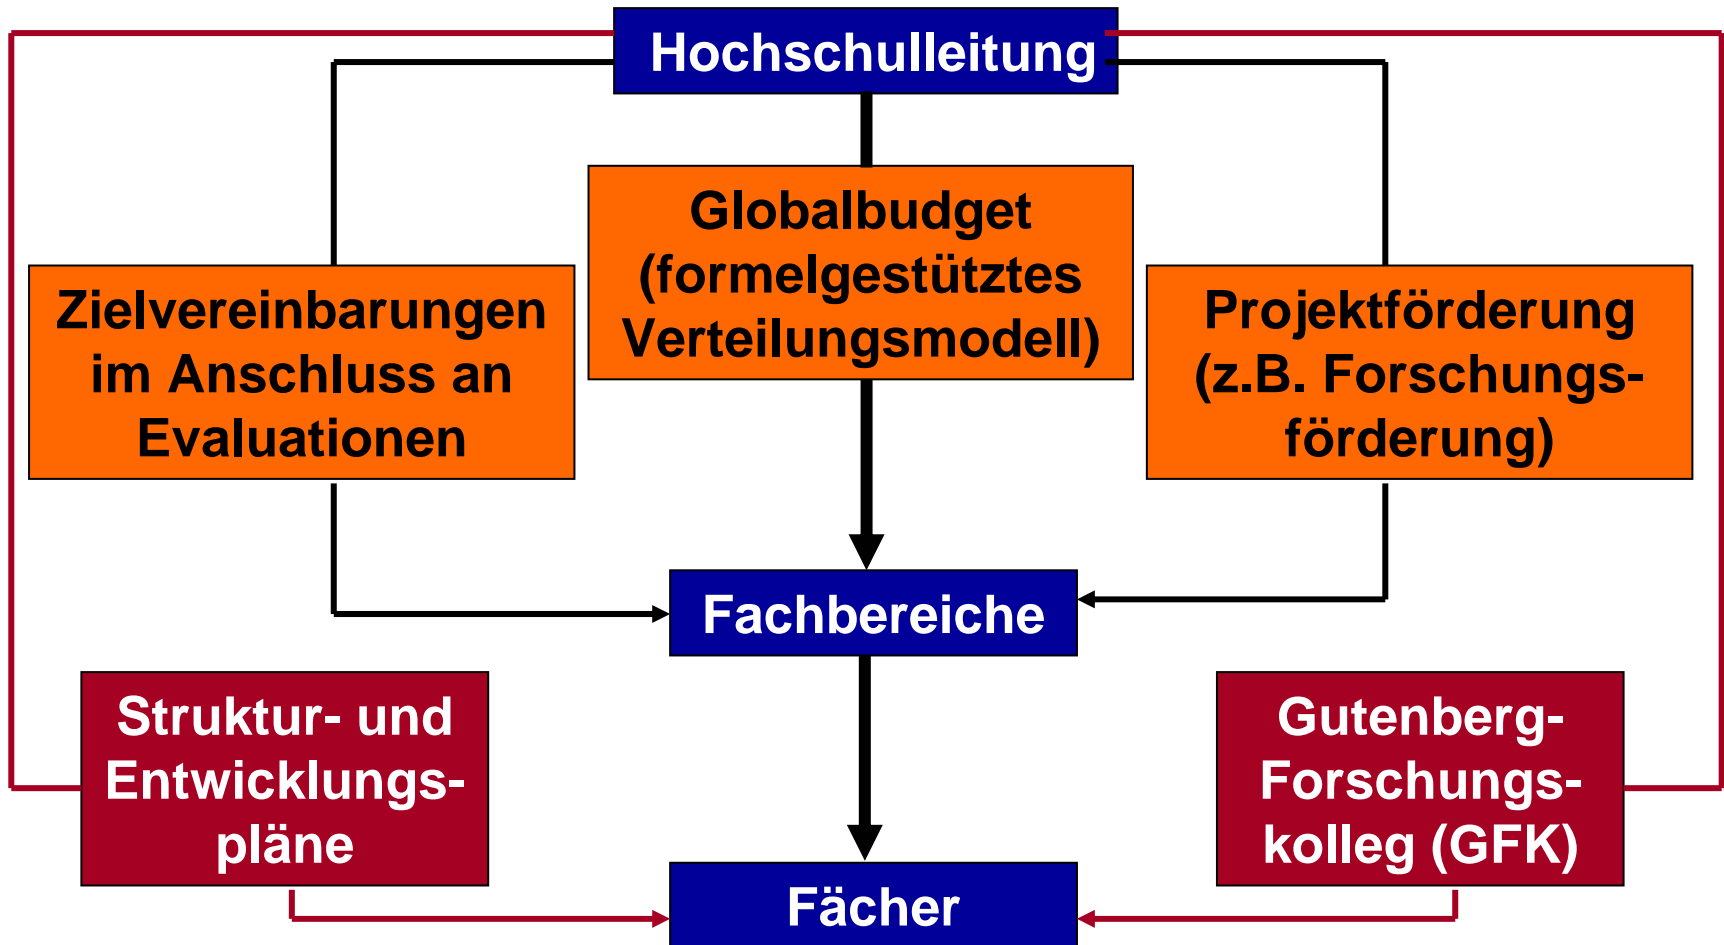 Hochschulleitung
Globalbudget
(formelgestütztes
Verteilungsmodell)
Zielvereinbarungen
im Anschluss an
Evaluationen
Projektförderung
(z.B. Forschungs-
förderung)
Fachbereiche
Struktur- und
Entwicklungs-
pläne
Gutenberg-
Forschungs-
kolleg (GFK)
Fächer